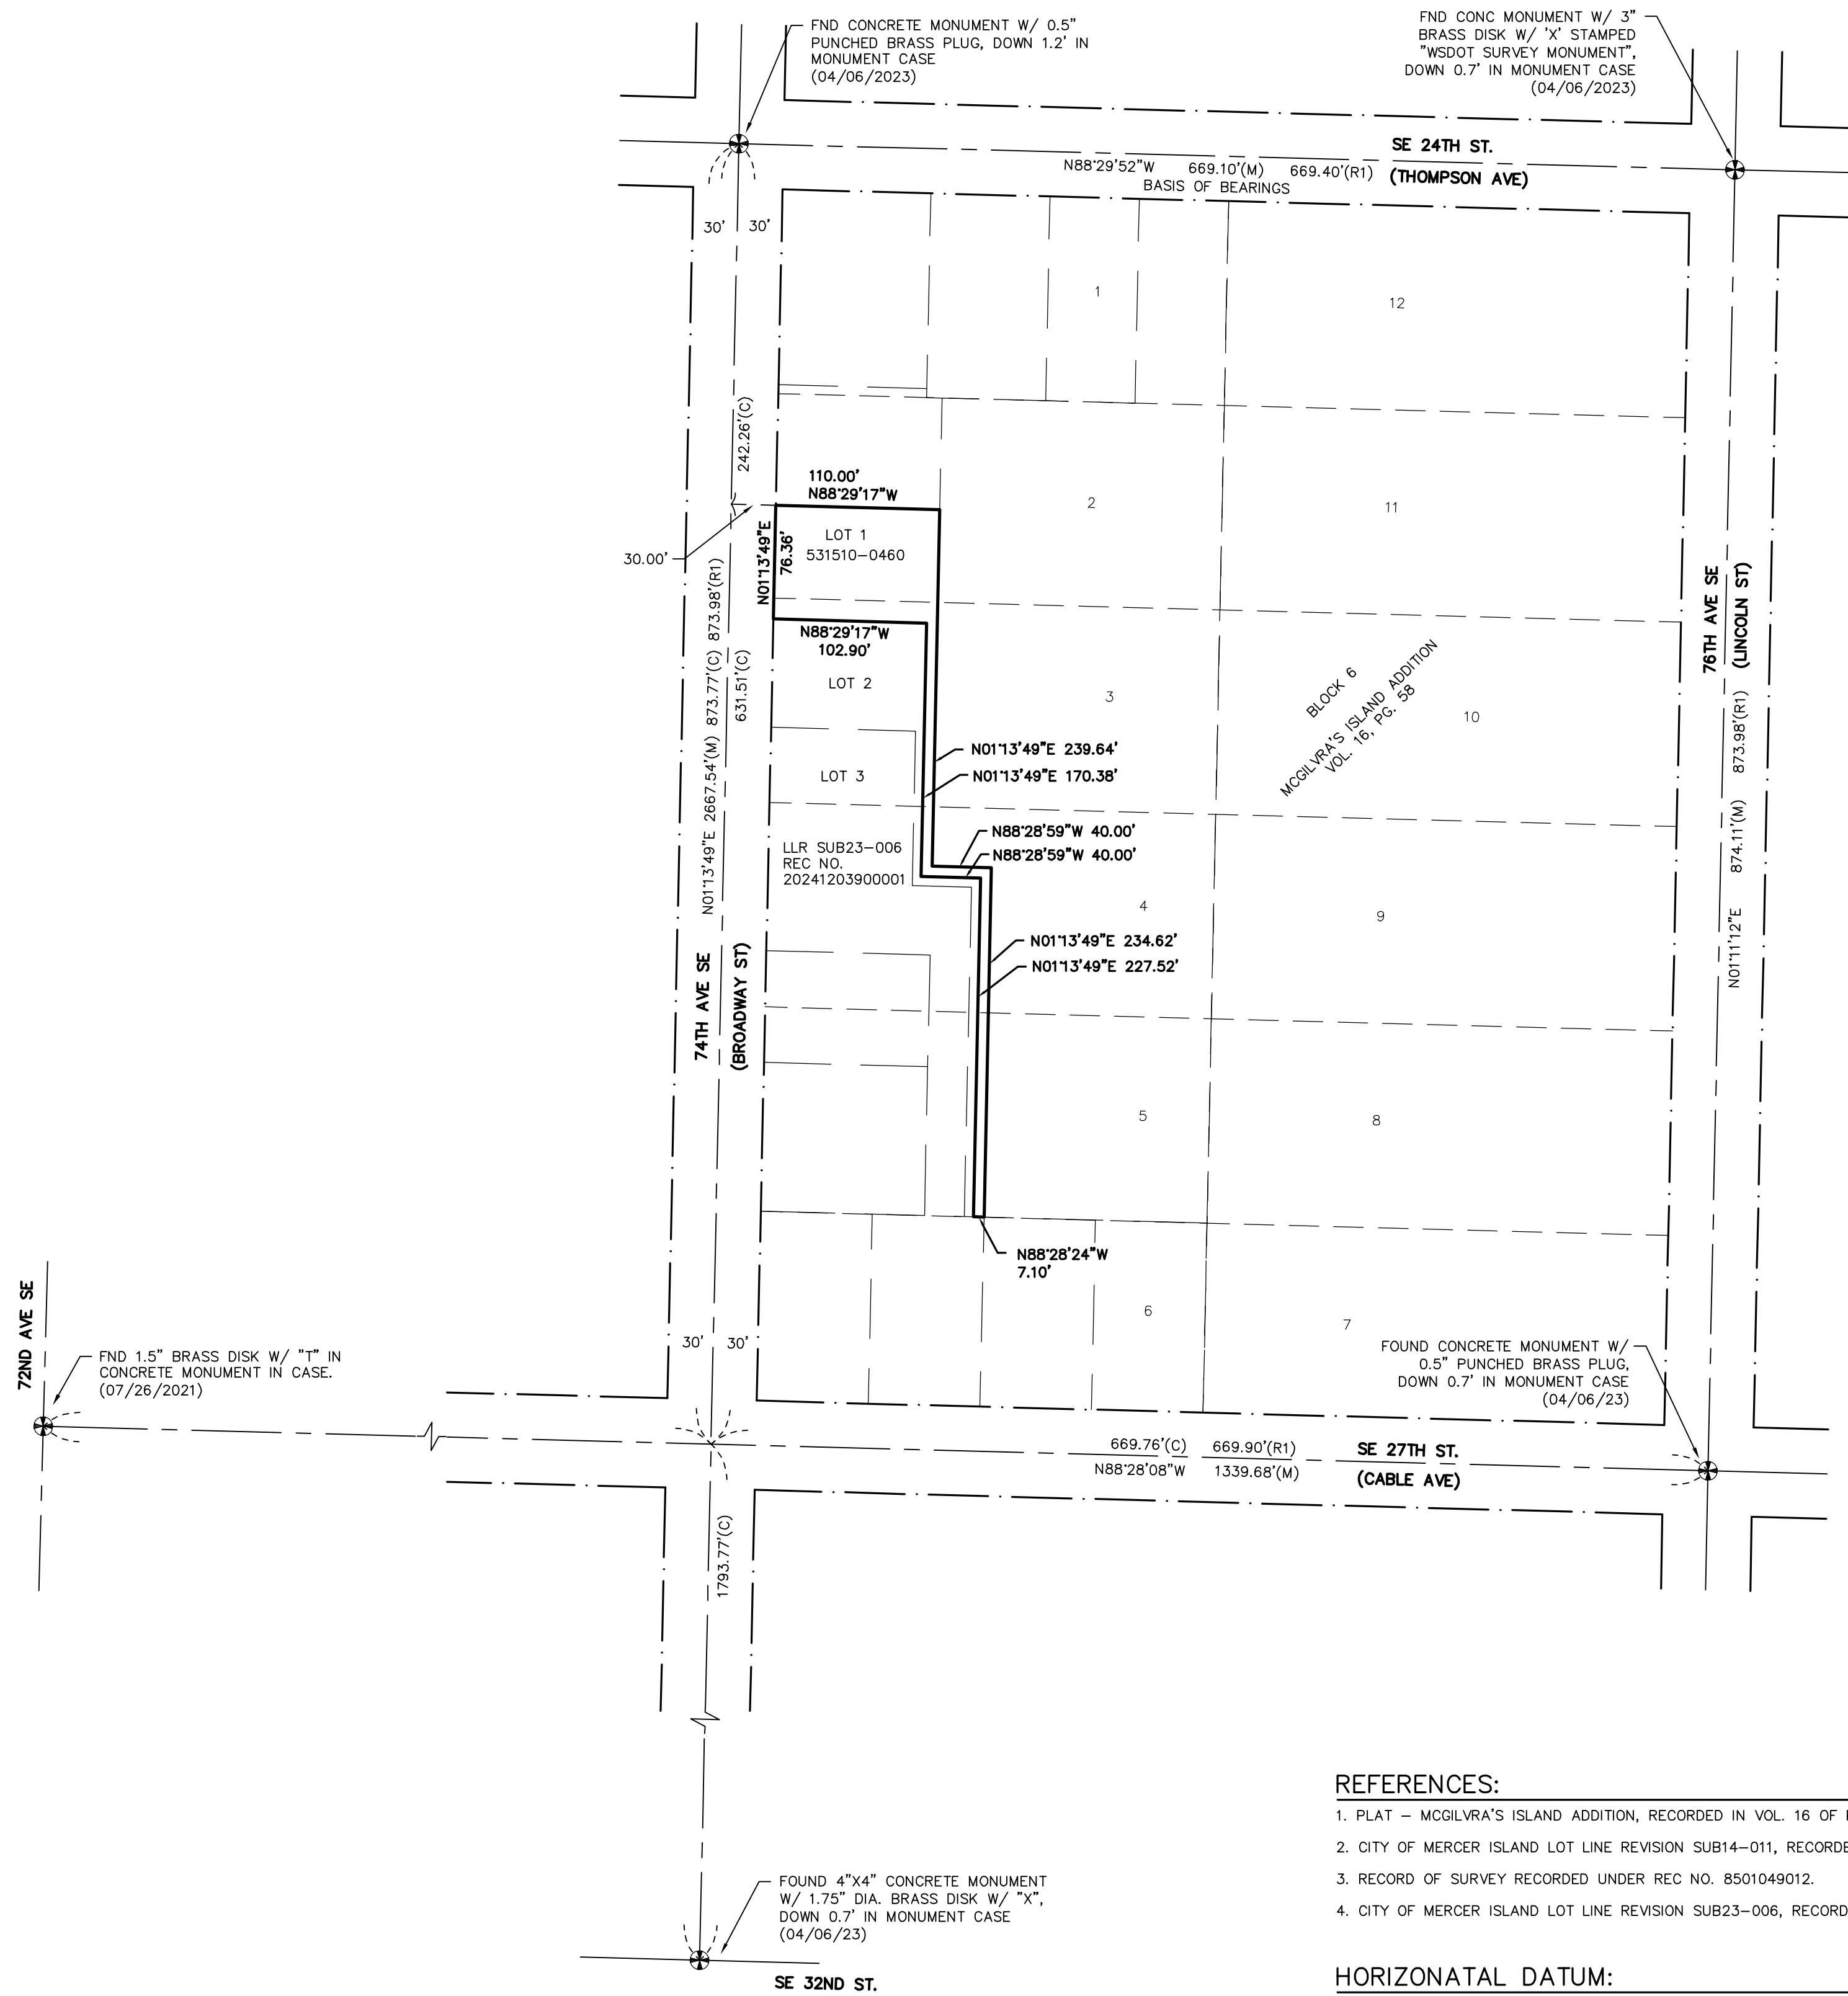 FND CONCRETE MONUMENT W/ 0.5"
PUNCHED BRASS PLUG, DOWN 1.2' IN
MONUMENT CASE
(04/06/2023)
FND CONC MONUMENT W/ 3"
BRASS DISK W/ 'X' STAMPED
"WSDOT SURVEY MONUMENT",
DOWN 0.7' IN MONUMENT CASE
(04/06/2023)
SE 24TH ST.
(THOMPSON AVE)
N88°29'52"W 669.10'(M) 669.40'(R1)
BASIS OF BEARINGS
30' 30'
1
12
242.26'(C)
110.00'
N88°29'17"W
2
11
LOT 1
531510-0460
N01°13'49"E
76.36'
30.00'
N88°29'17"W
102.90'
LOT 2
3
BLOCK 6
MCGILVRA'S ISLAND ADDITION
VOL. 16, PG. 58
10
76TH AVE SE
(LINCOLN ST)
N01°13'49"E 2667.54'(M) 873.77'(C) 873.98'(R1)
631.51'(C)
N01°13'49"E 239.64'
N01°13'49"E 170.38'
LOT 3
N88°28'59"W 40.00'
N88°28'59"W 40.00'
LLR SUB23-006
REC NO.
20241203900001
4
9
N01°11'12"E 874.11'(M) 873.98'(R1)
N01°13'49"E 234.62'
N01°13'49"E 227.52'
74TH AVE SE
(BROADWAY ST)
5
8
N88°28'24"W
7.10'
6
7
30' 30'
72ND AVE SE
FND 1.5" BRASS DISK W/ "T" IN
CONCRETE MONUMENT IN CASE.
(07/26/2021)
FOUND CONCRETE MONUMENT W/
0.5" PUNCHED BRASS PLUG,
DOWN 0.7' IN MONUMENT CASE
(04/06/23)
669.76'(C) 669.90'(R1)
N88°28'08"W 1339.68'(M)
SE 27TH ST.
(CABLE AVE)
1793.77'(C)
FOUND 4"X4" CONCRETE MONUMENT
W/ 1.75" DIA. BRASS DISK W/ "X",
DOWN 0.7' IN MONUMENT CASE
(04/06/23)
SE 32ND ST.
REFERENCES:
1. PLAT – MCGILVRA'S ISLAND ADDITION, RECORDED IN VOL. 16 OF
2. CITY OF MERCER ISLAND LOT LINE REVISION SUB14-011, RECORDE
3. RECORD OF SURVEY RECORDED UNDER REC NO. 8501049012.
4. CITY OF MERCER ISLAND LOT LINE REVISION SUB23-006, RECORD
HORIZONATAL DATUM: